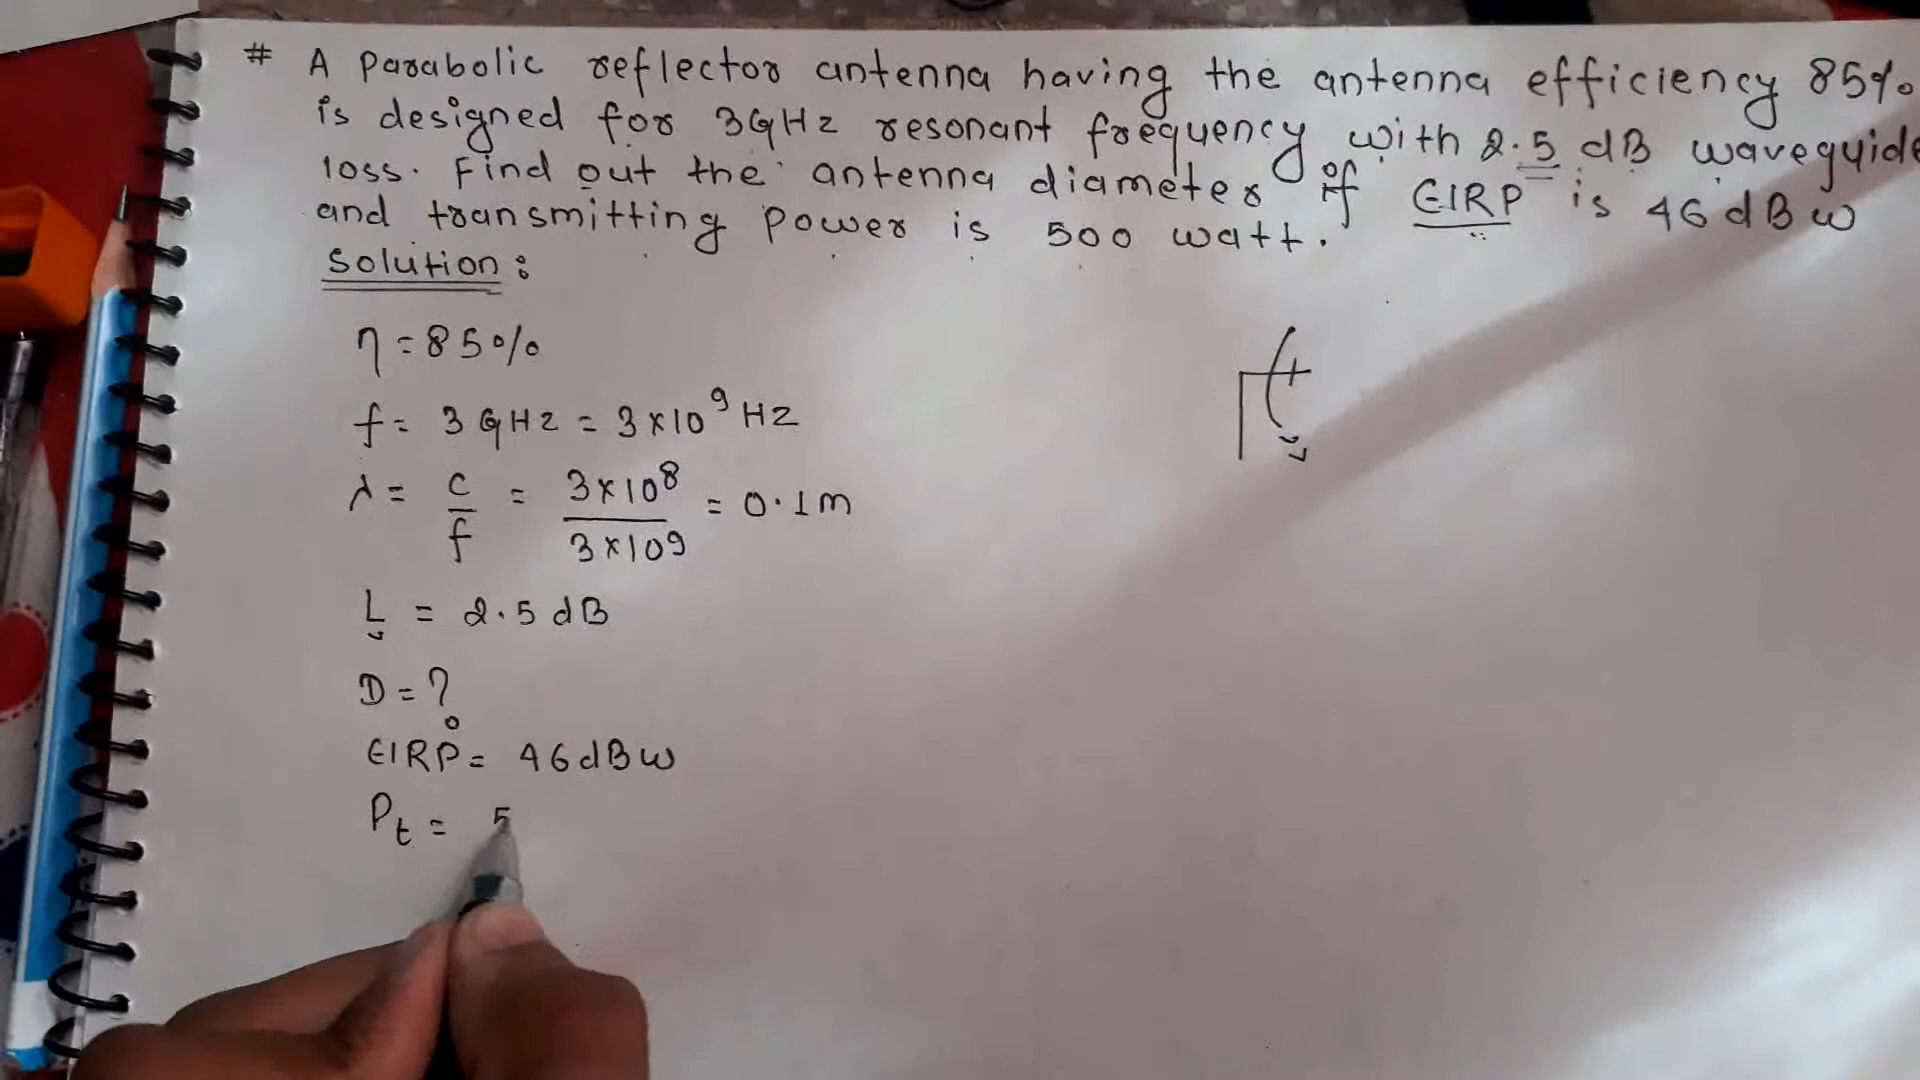 # A parabolic reflector antenna having the antenna efficiency 85%
is designed for 3GHz resonant frequency with 2.5 dB waveguide
loss. Find out the antenna diameter if EIRP is 46 dBw
and transmitting power is 500 watt.
Solution:
η = 85%
f = 3 GHz = 3×10⁹ Hz
λ = c/f = 3×10⁸/3×10⁹ = 0.1m
L = 2.5 dB
D = ?
EIRP = 46dBw
Pt = 5